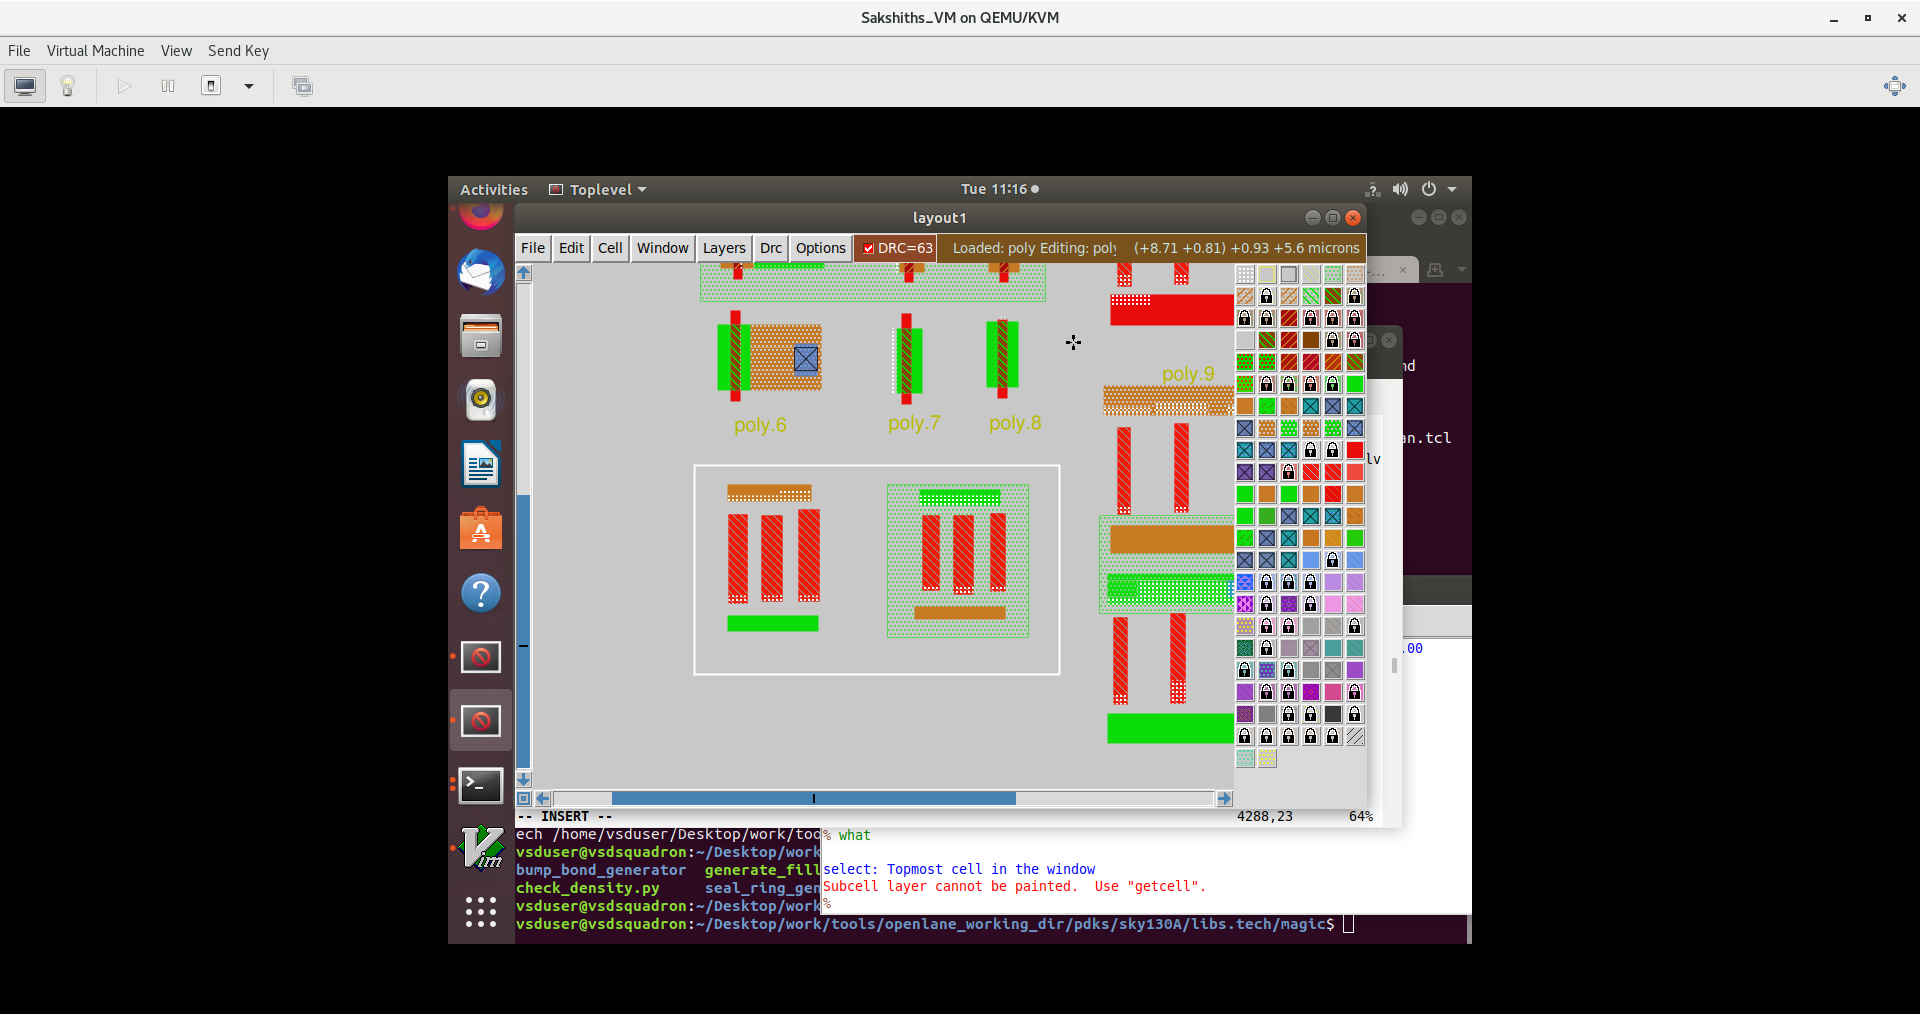 Sakshiths_VM on QEMU/KVM
File Virtual Machine View Send Key
Activities Toplevel Tue 11:16
layout1
File Edit Cell Window Layers Drc Options DRC=63 Loaded: poly Editing: poly (+8.71 +0.81) +0.93 +5.6 microns
poly.9
poly.6 poly.7 poly.8
nd
an.tcl
lv
.00
-- INSERT -- 4288,23 64%
ech /home/vsduser/Desktop/work/too
vsduser@vsdsquadron:~/Desktop/work
bump_bond_generator generate_fill
check_density.py seal_ring_gen
vsduser@vsdsquadron:~/Desktop/work
vsduser@vsdsquadron:~/Desktop/work/tools/openlane_working_dir/pdks/sky130A/libs.tech/magic$
% what
select: Topmost cell in the window
Subcell layer cannot be painted. Use "getcell".
%